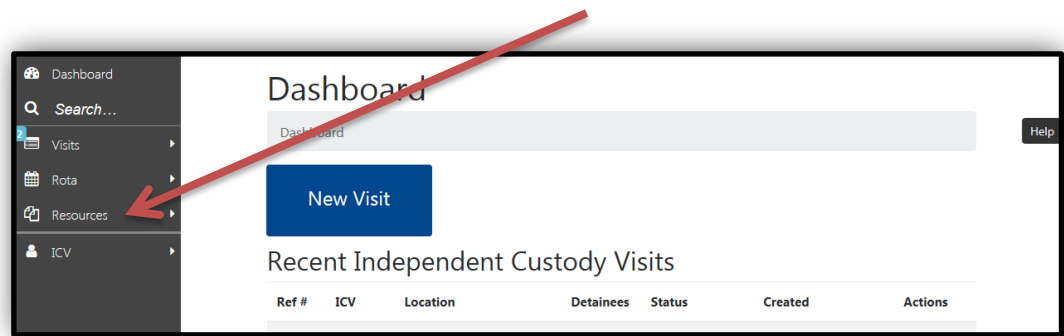 Dashboard
Search...
2
Visits
Rota
Resources
ICV
Dashboard
Dashboard
Help
New Visit
Recent Independent Custody Visits
Ref # ICV Location Detainees Status Created Actions